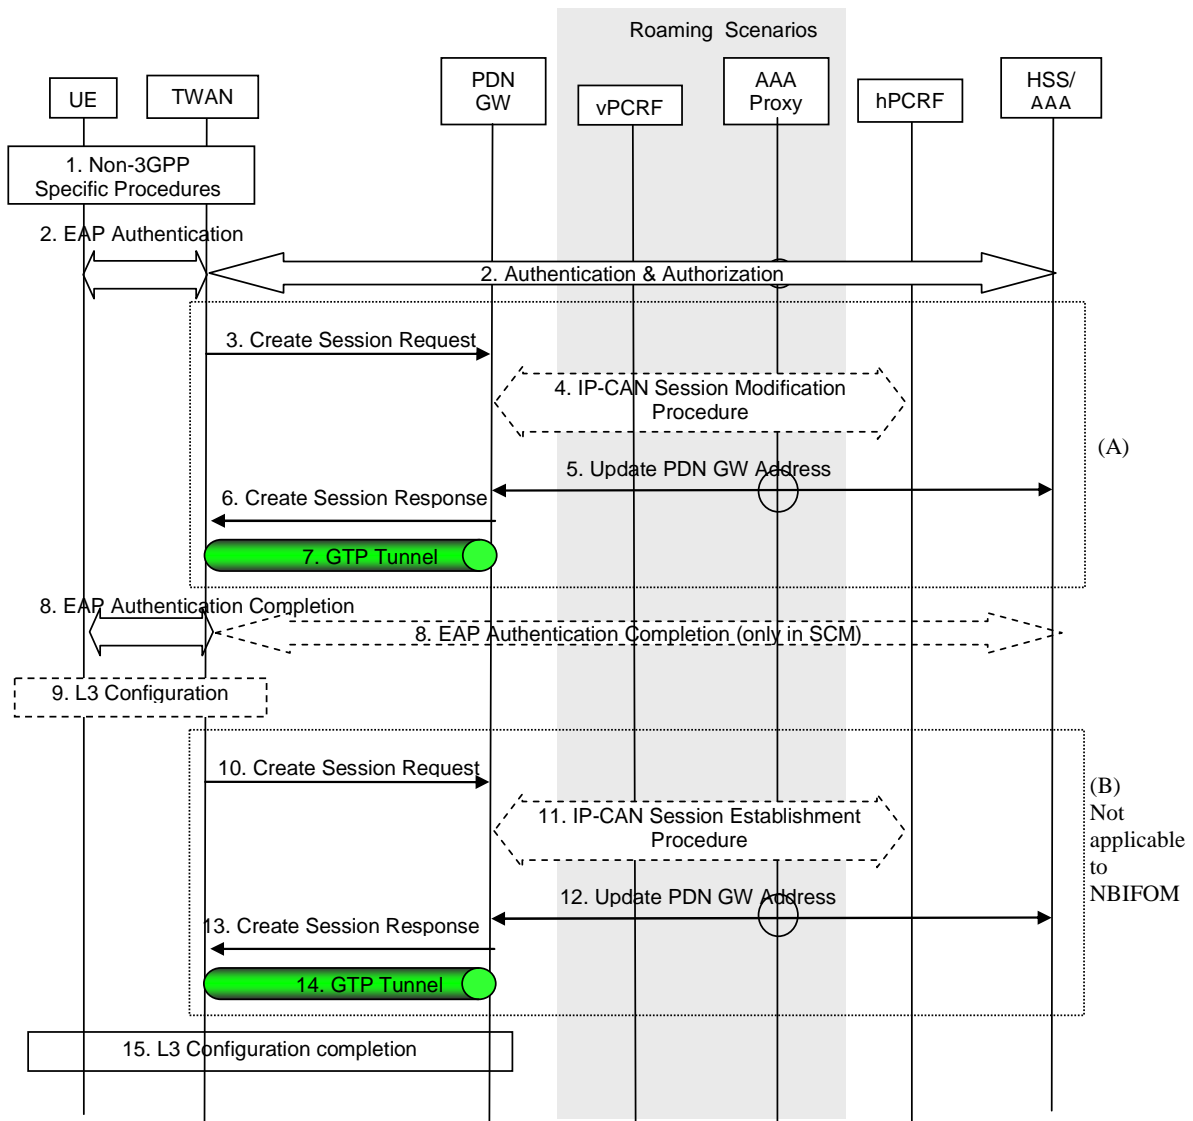 Roaming Scenarios
UE
TWAN
PDN
GW
vPCRF
AAA
Proxy
hPCRF
HSS/
AAA
1. Non-3GPP
Specific Procedures
2. EAP Authentication
2. Authentication & Authorization
3. Create Session Request
4. IP-CAN Session Modification
Procedure
(A)
5. Update PDN GW Address
6. Create Session Response
7. GTP Tunnel
8. EAP Authentication Completion
8. EAP Authentication Completion (only in SCM)
9. L3 Configuration
10. Create Session Request
(B)
Not
applicable
to
NBIFOM
11. IP-CAN Session Establishment
Procedure
12. Update PDN GW Address
13. Create Session Response
14. GTP Tunnel
15. L3 Configuration completion